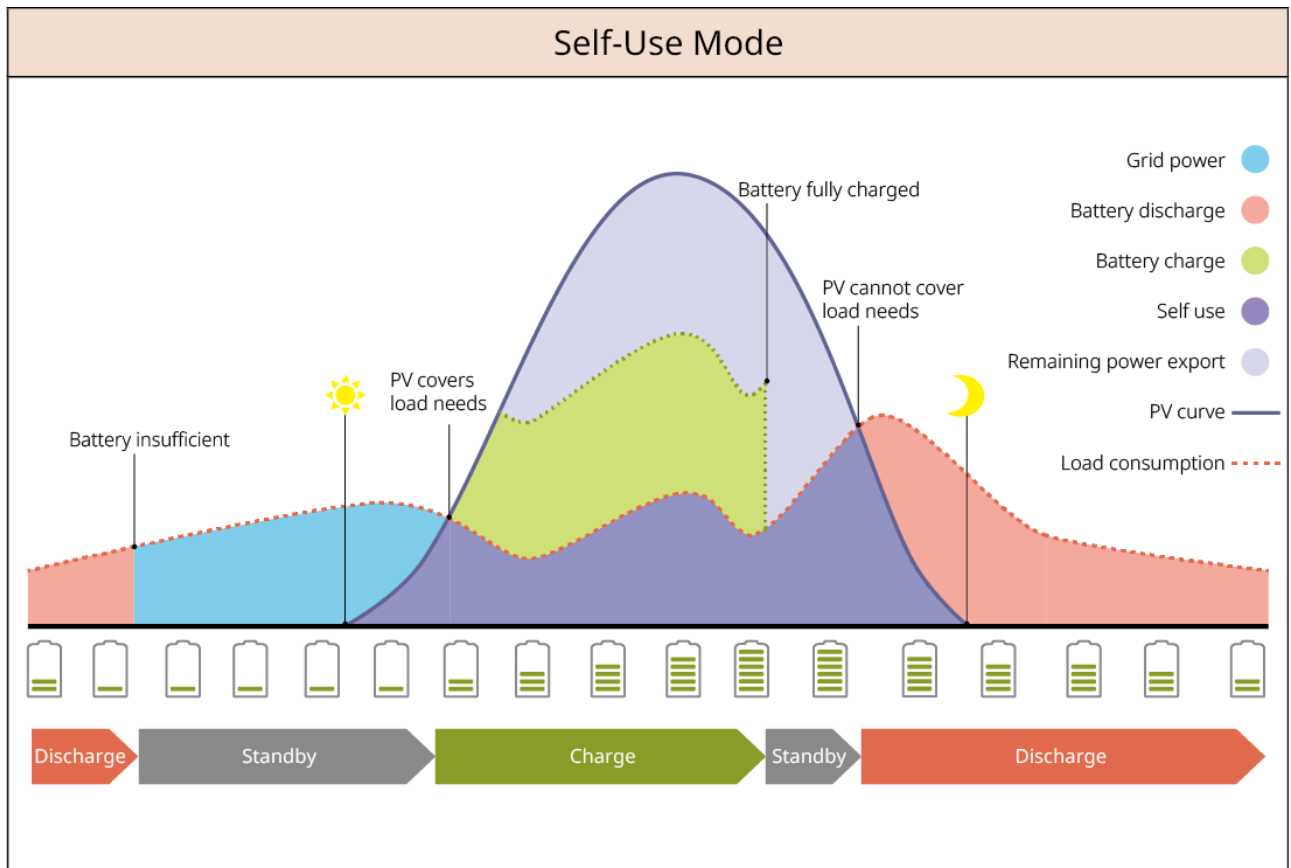 Self-Use Mode
Grid power
Battery discharge
Battery charge
Self use
Remaining power export
PV curve
Load consumption
Battery fully charged
PV cannot cover
load needs
PV covers
load needs
Battery insufficient
Discharge
Standby
Charge
Standby
Discharge